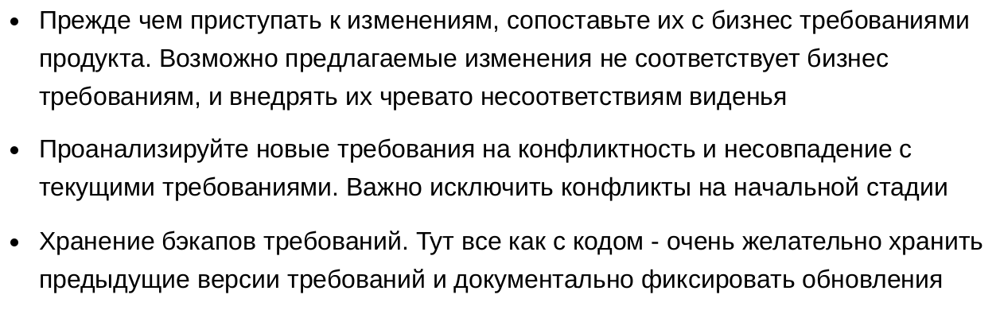 • Прежде чем приступать к изменениям, сопоставьте их с бизнес требованиями
продукта. Возможно предлагаемые изменения не соответствует бизнес
требованиям, и внедрять их чревато несоответствиям виденья
• Проанализируйте новые требования на конфликтность и несовпадение с
текущими требованиями. Важно исключить конфликты на начальной стадии
• Хранение бэкапов требований. Тут все как с кодом - очень желательно хранить
предыдущие версии требований и документально фиксировать обновления